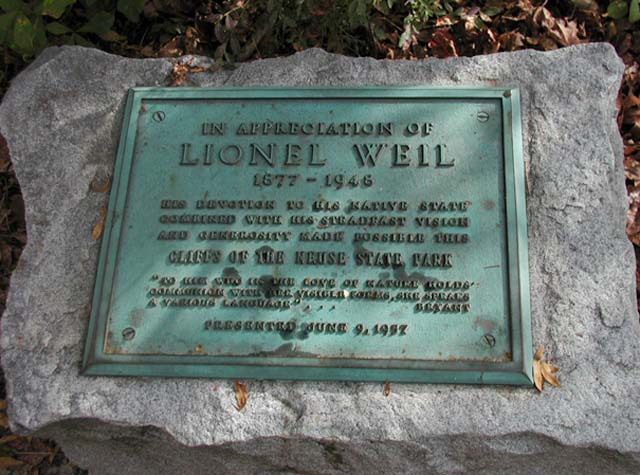 IN APPRECIATION OF
LIONEL WEIL
1877 - 1948
HIS DEVOTION TO HIS NATIVE STATE
COMBINED WITH HIS STEADFAST VISION
AND GENEROSITY MADE POSSIBLE THIS
CLIFFS OF THE NEUSE STATE PARK
"TO HIM WHO IN THE LOVE OF NATURE HOLDS
COMMUNION WITH HER VISIBLE FORMS, SHE SPEAKS
A VARIOUS LANGUAGE" . . . . BRYANT
PRESENTED JUNE 9, 1957